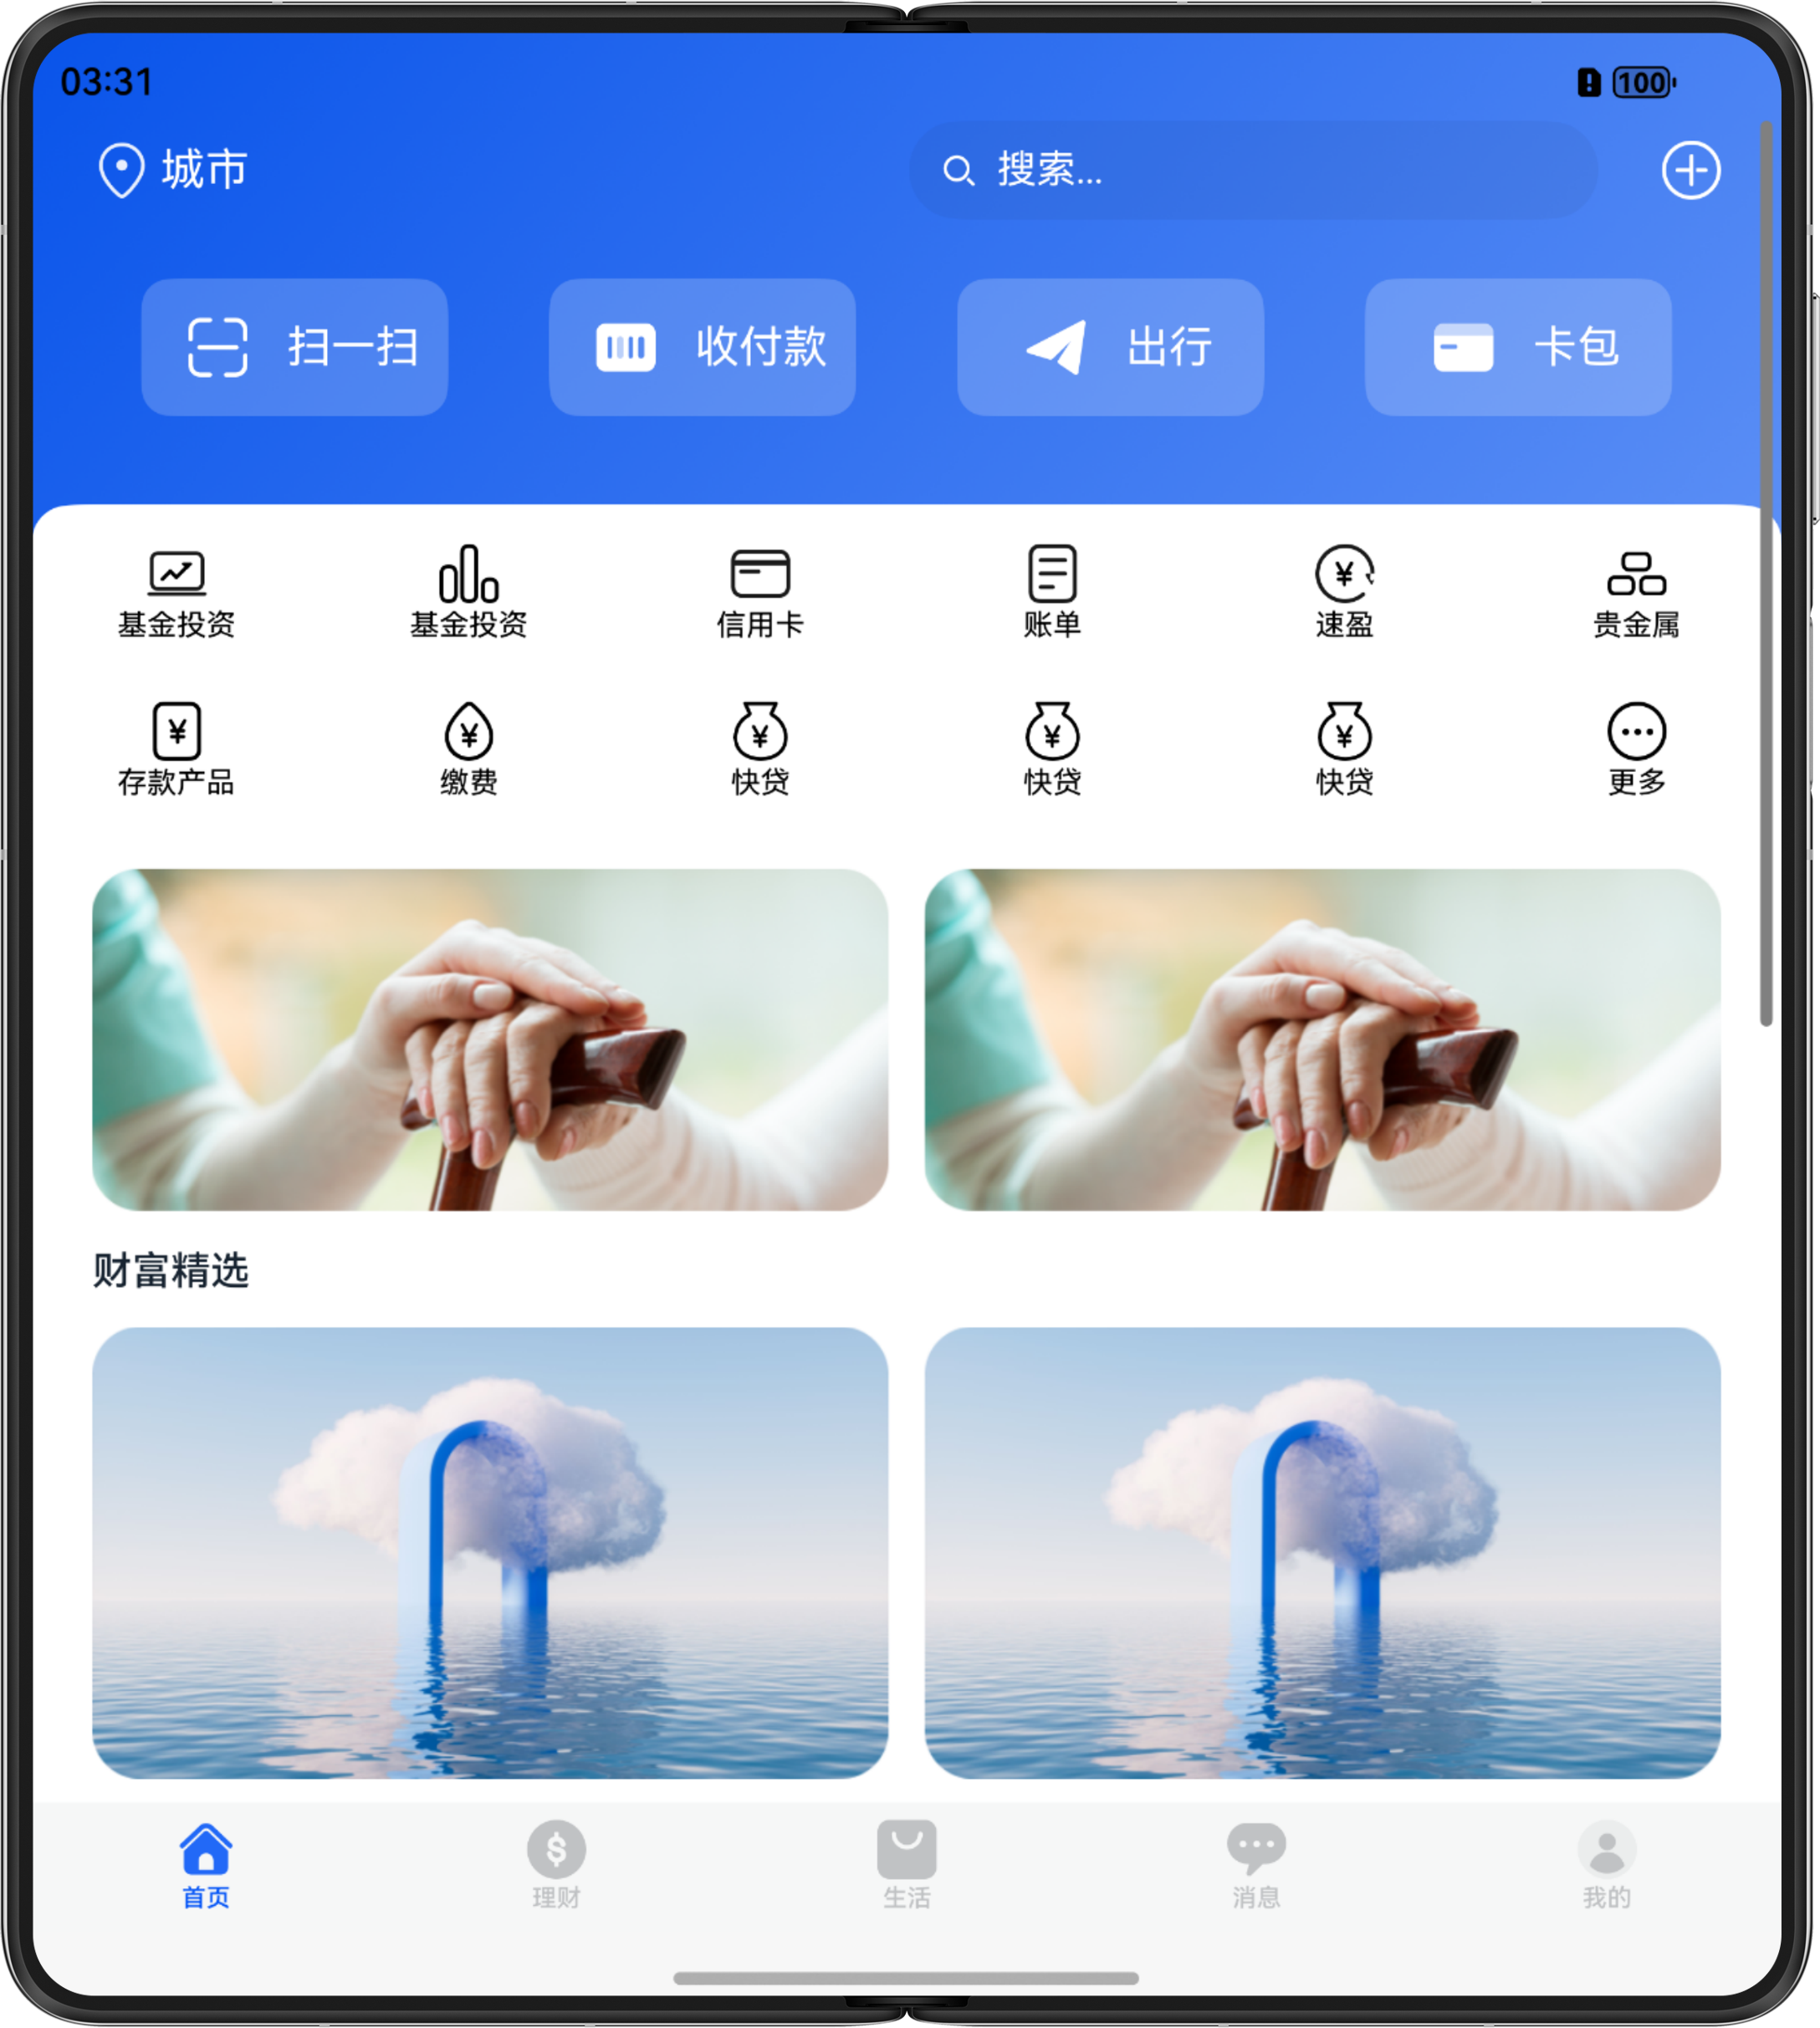 03:31 100
城市 搜索...
扫一扫 收付款 出行 卡包
基金投资 基金投资 信用卡 账单 速盈 贵金属
存款产品 缴费 快贷 快贷 快贷 更多
财富精选
首页 理财 生活 消息 我的